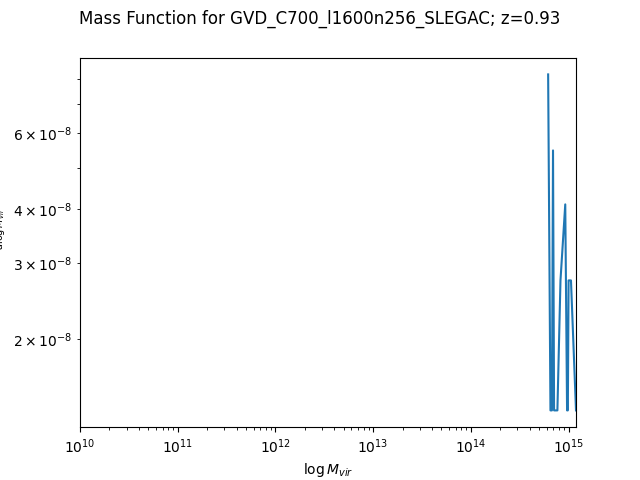 Mass Function for GVD_C700_l1600n256_SLEGAC; z=0.93
6 × 10⁻⁸
4 × 10⁻⁸
3 × 10⁻⁸
2 × 10⁻⁸
10¹⁰ 10¹¹ 10¹² 10¹³ 10¹⁴ 10¹⁵
log M_vir